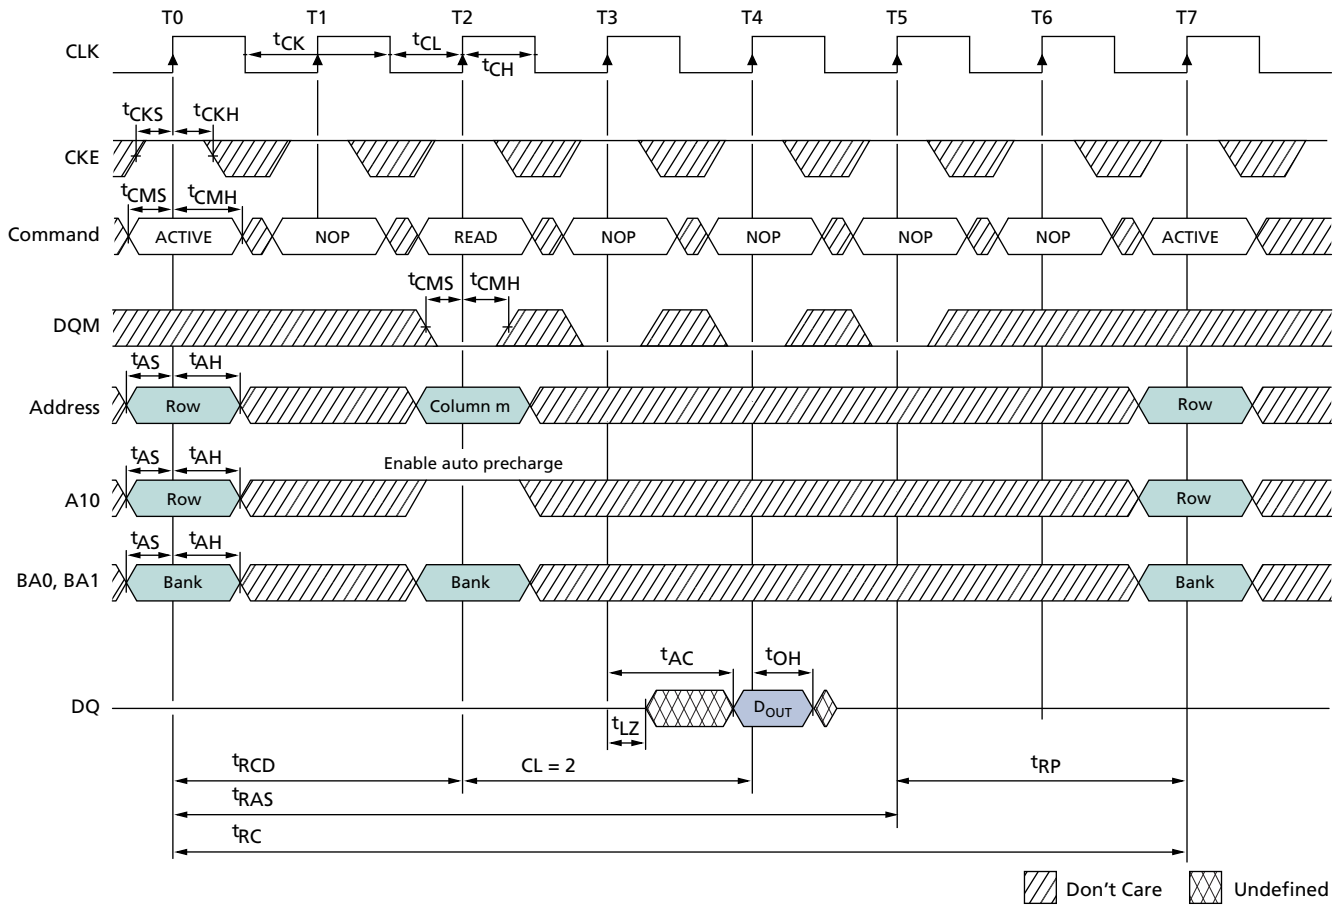 T0 T1 T2 T3 T4 T5 T6 T7
CLK tCK tCL tCH
tCKS tCKH
CKE
tCMS tCMH
Command ACTIVE NOP READ NOP NOP NOP NOP ACTIVE
tCMS tCMH
DQM
tAS tAH
Address Row Column m Row
tAS tAH Enable auto precharge
A10 Row Row
tAS tAH
BA0, BA1 Bank Bank Bank
tAC tOH
DQ DOUT
tLZ
tRCD CL = 2 tRP
tRAS
tRC
Don't Care Undefined